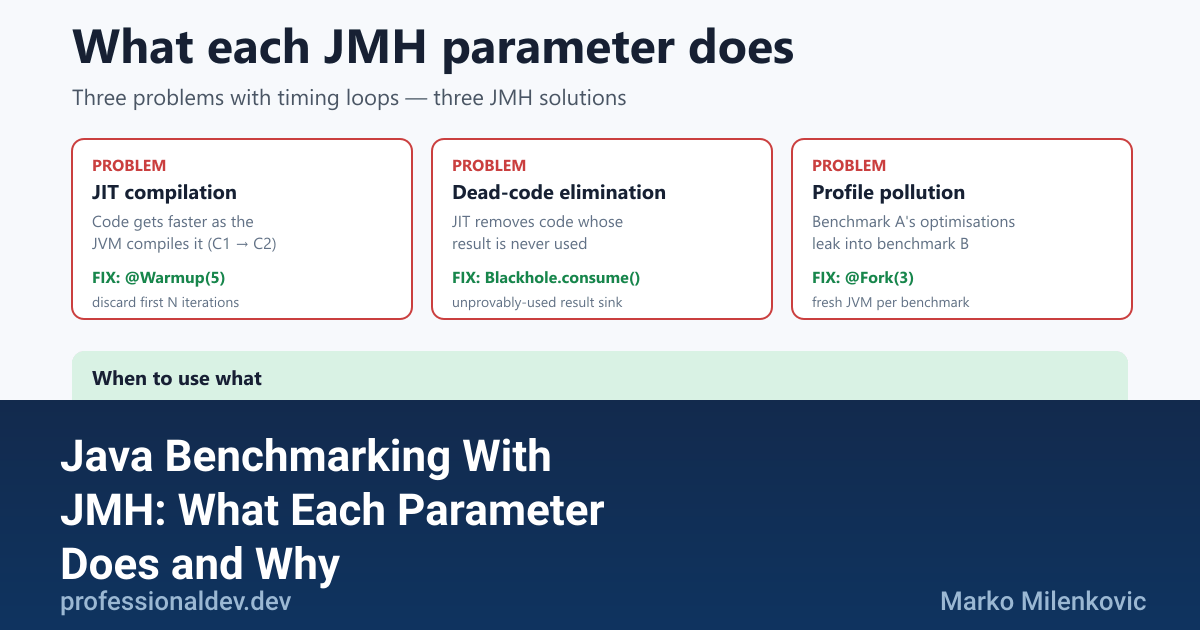 What each JMH parameter does
Three problems with timing loops — three JMH solutions
PROBLEM
JIT compilation
Code gets faster as the
JVM compiles it (C1 → C2)
FIX: @Warmup(5)
discard first N iterations
PROBLEM
Dead-code elimination
JIT removes code whose
result is never used
FIX: Blackhole.consume()
unprovably-used result sink
PROBLEM
Profile pollution
Benchmark A's optimisations
leak into benchmark B
FIX: @Fork(3)
fresh JVM per benchmark
When to use what
Java Benchmarking With
JMH: What Each Parameter
Does and Why
professionaldev.dev
Marko Milenkovic